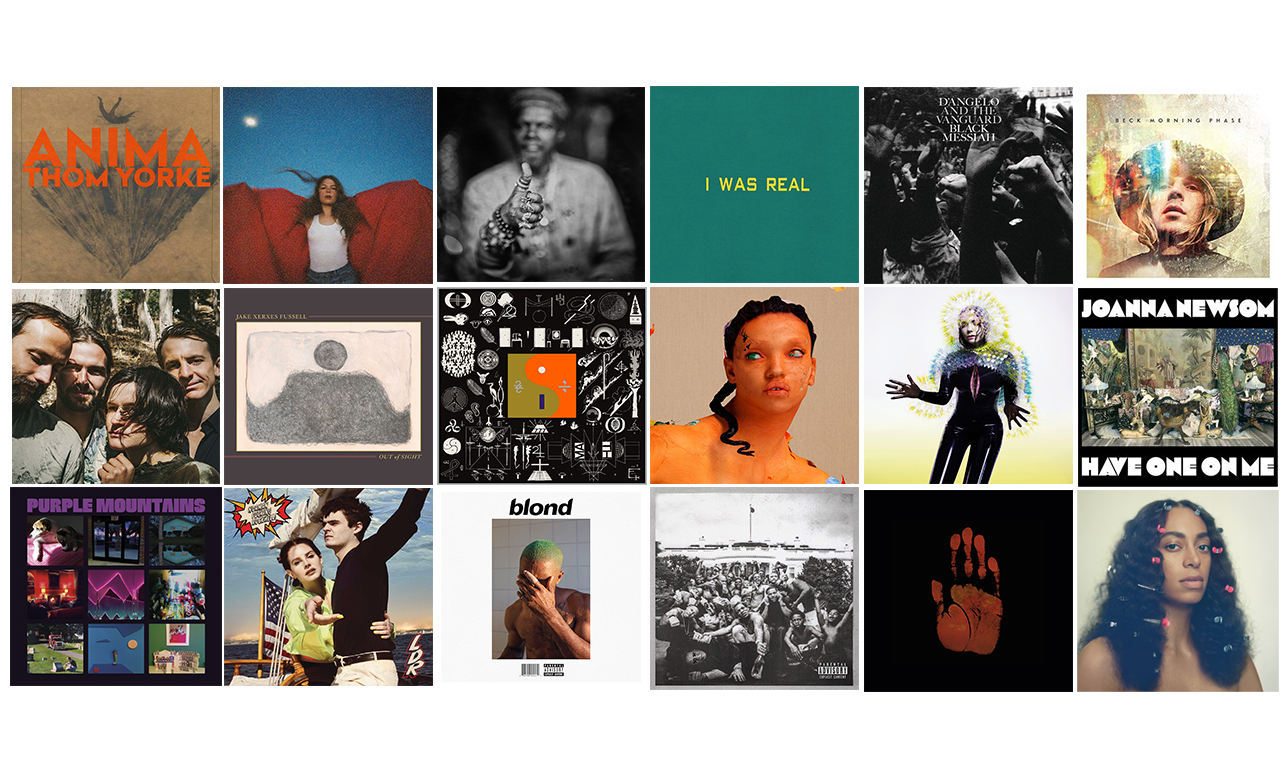 ANIMA
THOM YORKE
I WAS REAL
D'ANGELO
AND THE
VANGUARD
BLACK
MESSIAH
BECK MORNING PHASE
JAKE XERXES FUSSELL
OUT of SIGHT
JOANNA NEWSOM
HAVE ONE ON ME
PURPLE MOUNTAINS
LDR
blond
PARENTAL
ADVISORY
EXPLICIT CONTENT
PARENTAL
ADVISORY
EXPLICIT CONTENT